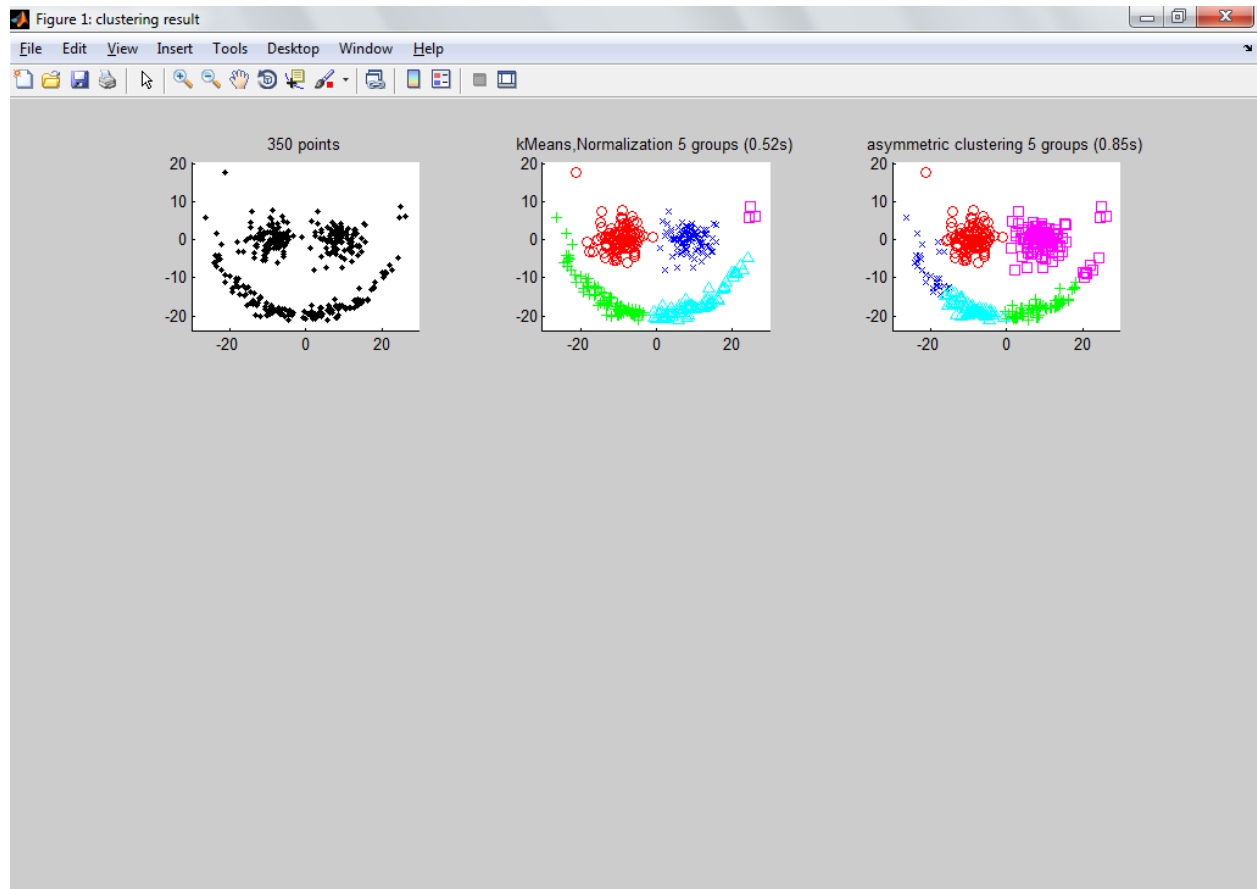 Figure 1: clustering result
File Edit View Insert Tools Desktop Window Help
350 points
20
10
0
-10
-20
-20 0 20
kMeans,Normalization 5 groups (0.52s)
20
10
0
-10
-20
-20 0 20
asymmetric clustering 5 groups (0.85s)
20
10
0
-10
-20
-20 0 20